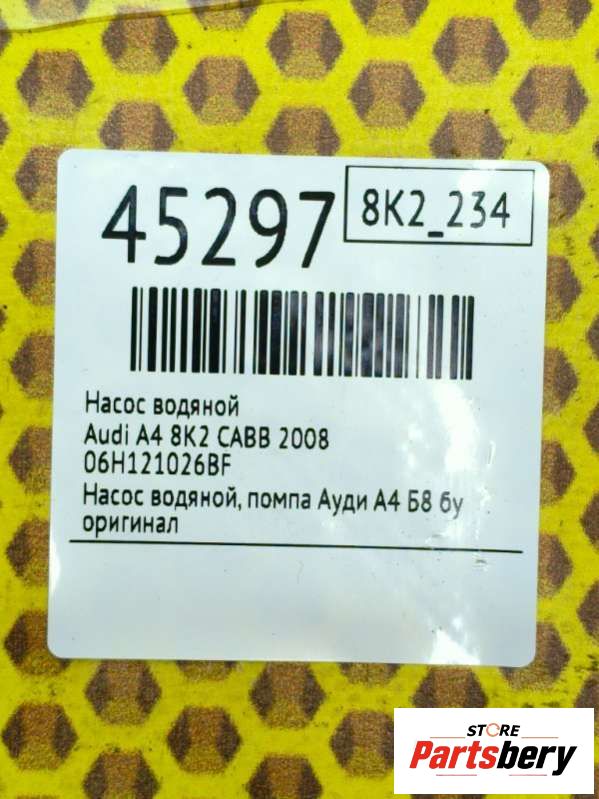 45297
8K2_234
Насос водяной
Audi A4 8K2 CABB 2008
06H121026BF
Насос водяной, помпа Ауди А4 Б8 бу
оригинал
STORE
Partsbery